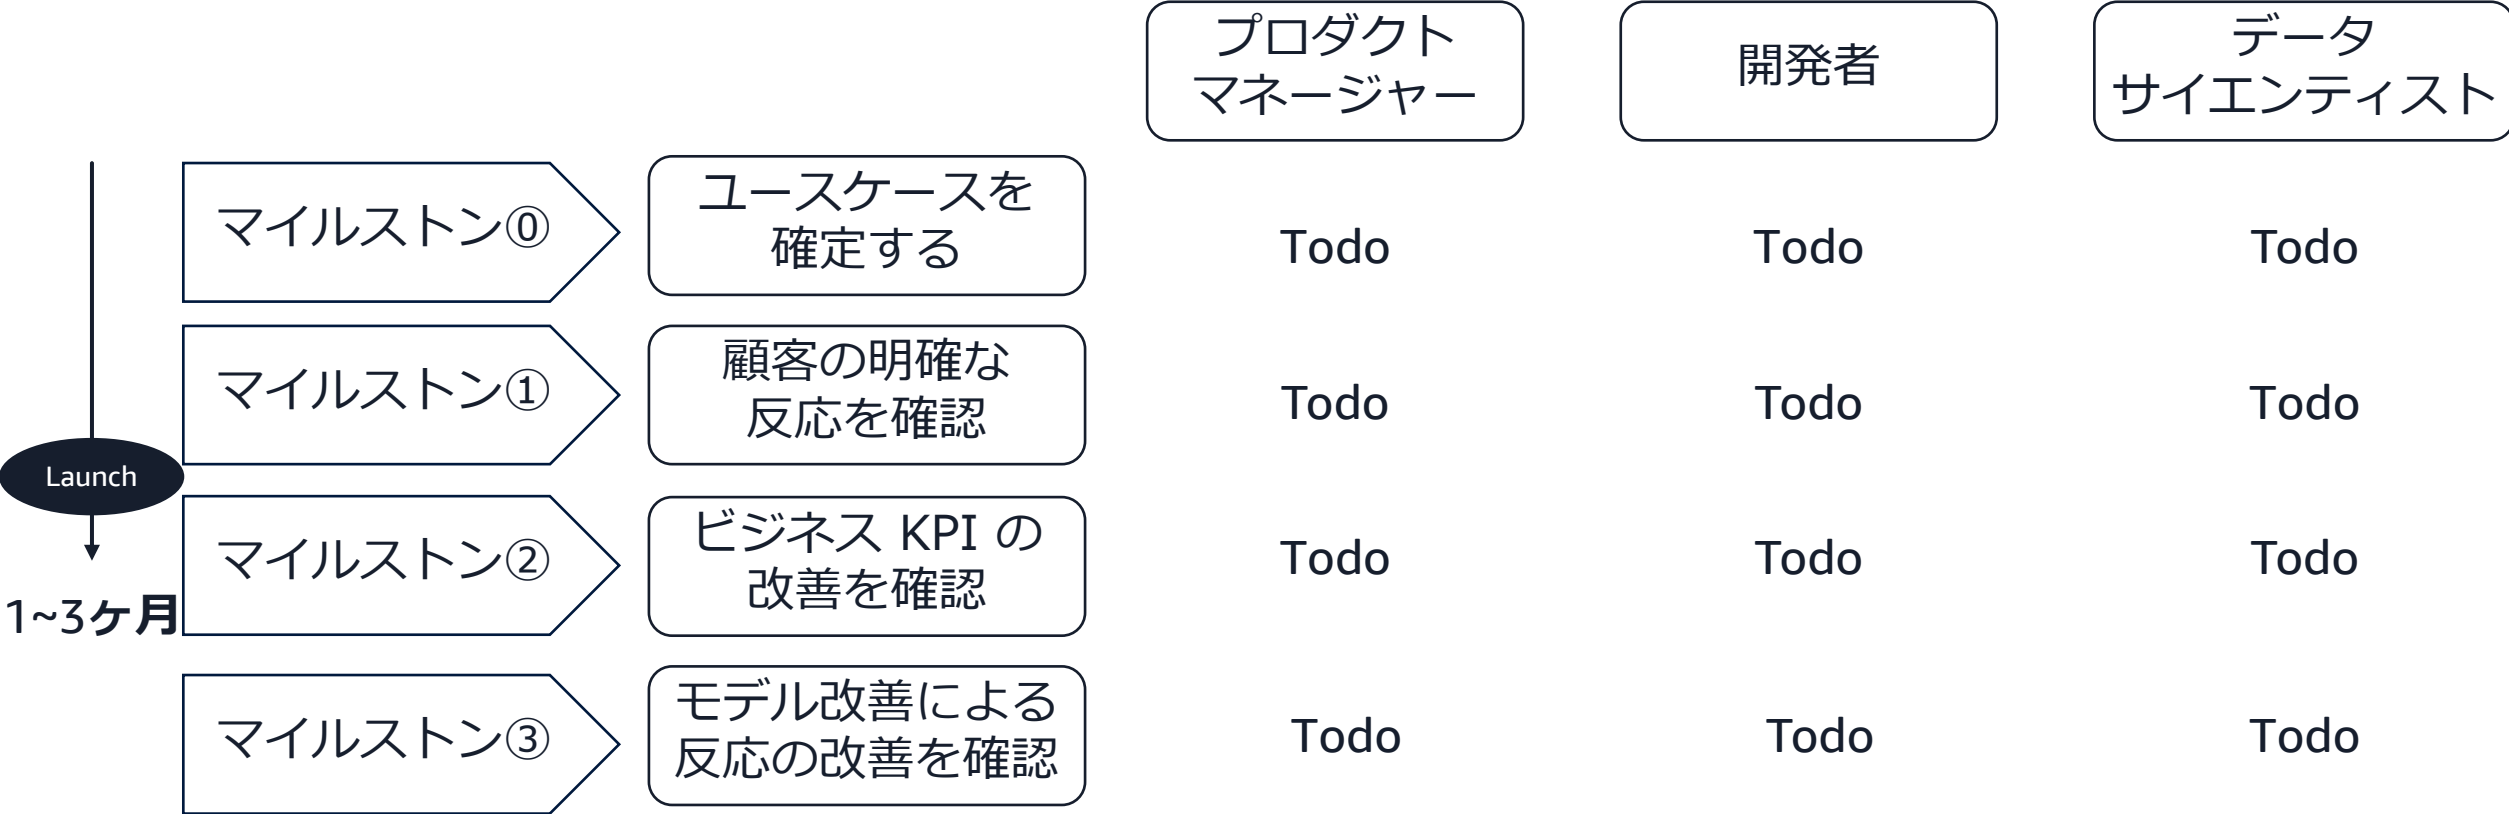 プロダクト
マネージャー
開発者
データ
サイエンティスト
マイルストン⓪
ユースケースを
確定する
Todo
Todo
Todo
マイルストン①
顧客の明確な
反応を確認
Todo
Todo
Todo
Launch
マイルストン②
ビジネス KPI の
改善を確認
Todo
Todo
Todo
1~3ヶ月
マイルストン③
モデル改善による
反応の改善を確認
Todo
Todo
Todo